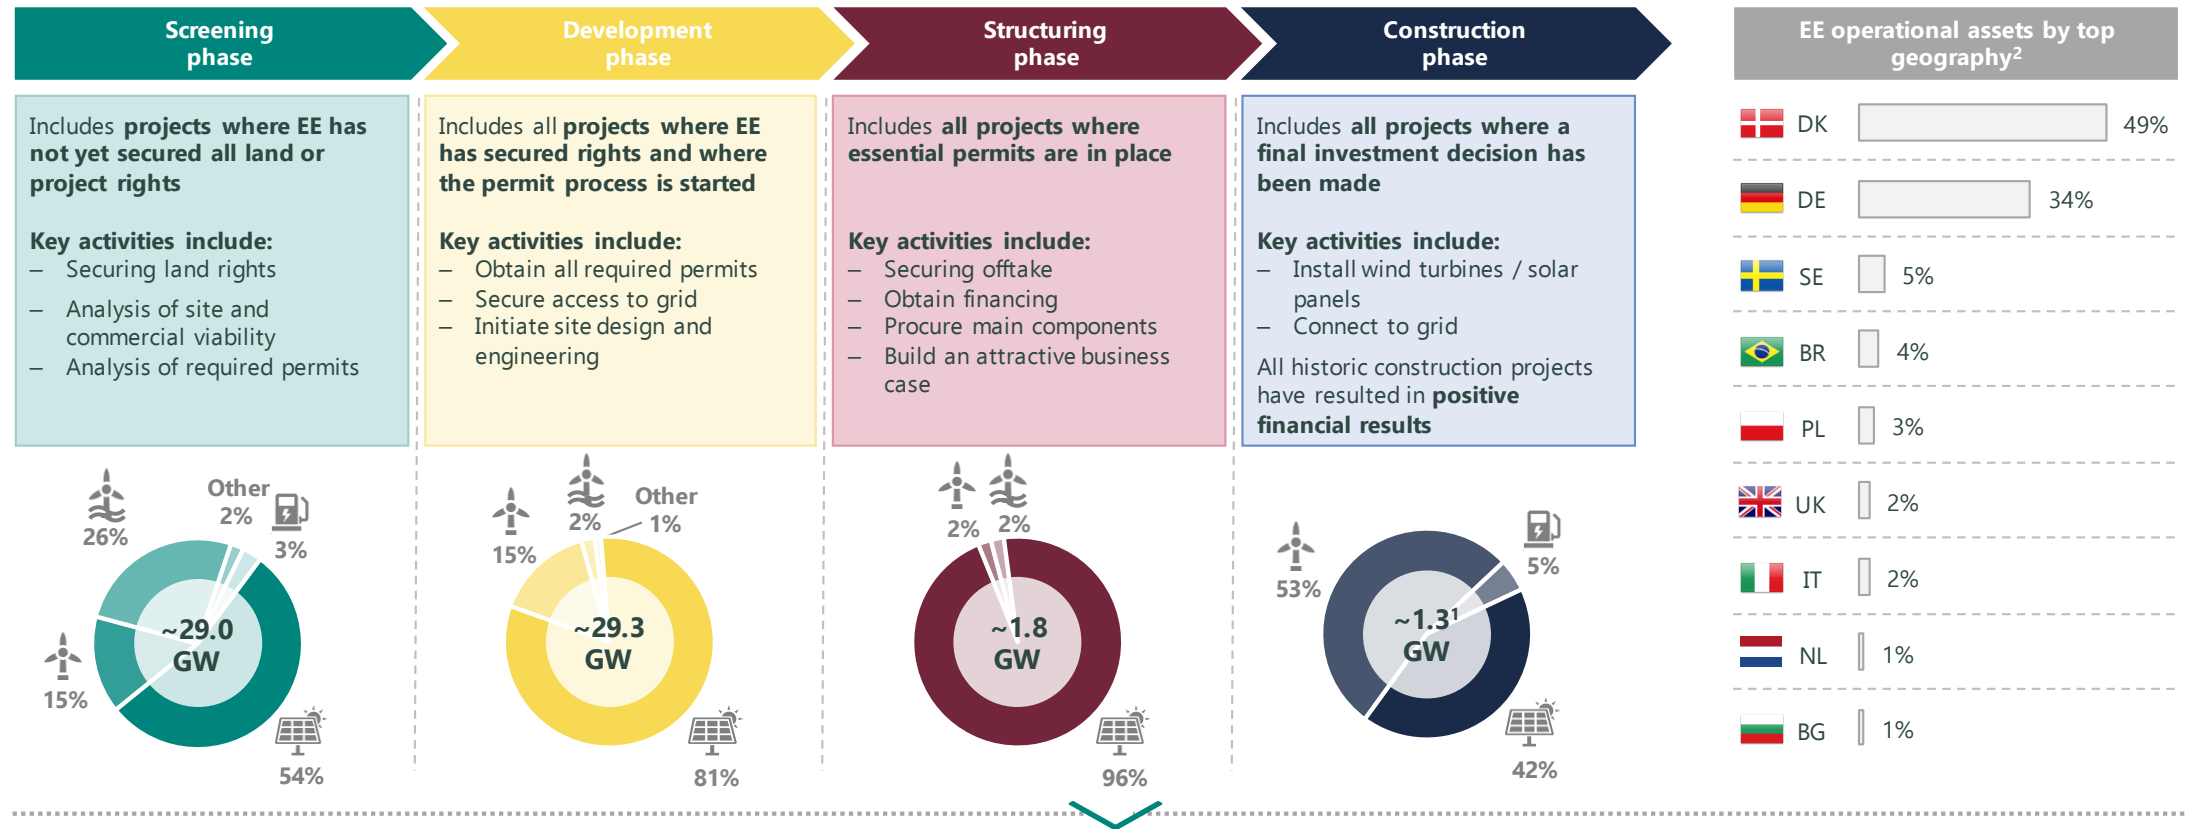 Screening
phase
Development
phase
Structuring
phase
Construction
phase
EE operational assets by top
geography2
Includes projects where EE has
not yet secured all land or
project rights
Key activities include:
– Securing land rights
– Analysis of site and
commercial viability
– Analysis of required permits
Includes all projects where EE
has secured rights and where
the permit process is started
Key activities include:
– Obtain all required permits
– Secure access to grid
– Initiate site design and
engineering
Includes all projects where
essential permits are in place
Key activities include:
– Securing offtake
– Obtain financing
– Procure main components
– Build an attractive business
case
Includes all projects where a
final investment decision has
been made
Key activities include:
– Install wind turbines / solar
panels
– Connect to grid
All historic construction projects
have resulted in positive
financial results
26%
Other
2%
3%
15%
~29.0
GW
54%
15%
2%
Other
1%
~29.3
GW
81%
2%
2%
~1.8
GW
96%
53%
5%
~1.31
GW
42%
DK 49%
DE 34%
SE 5%
BR 4%
PL 3%
UK 2%
IT 2%
NL 1%
BG 1%